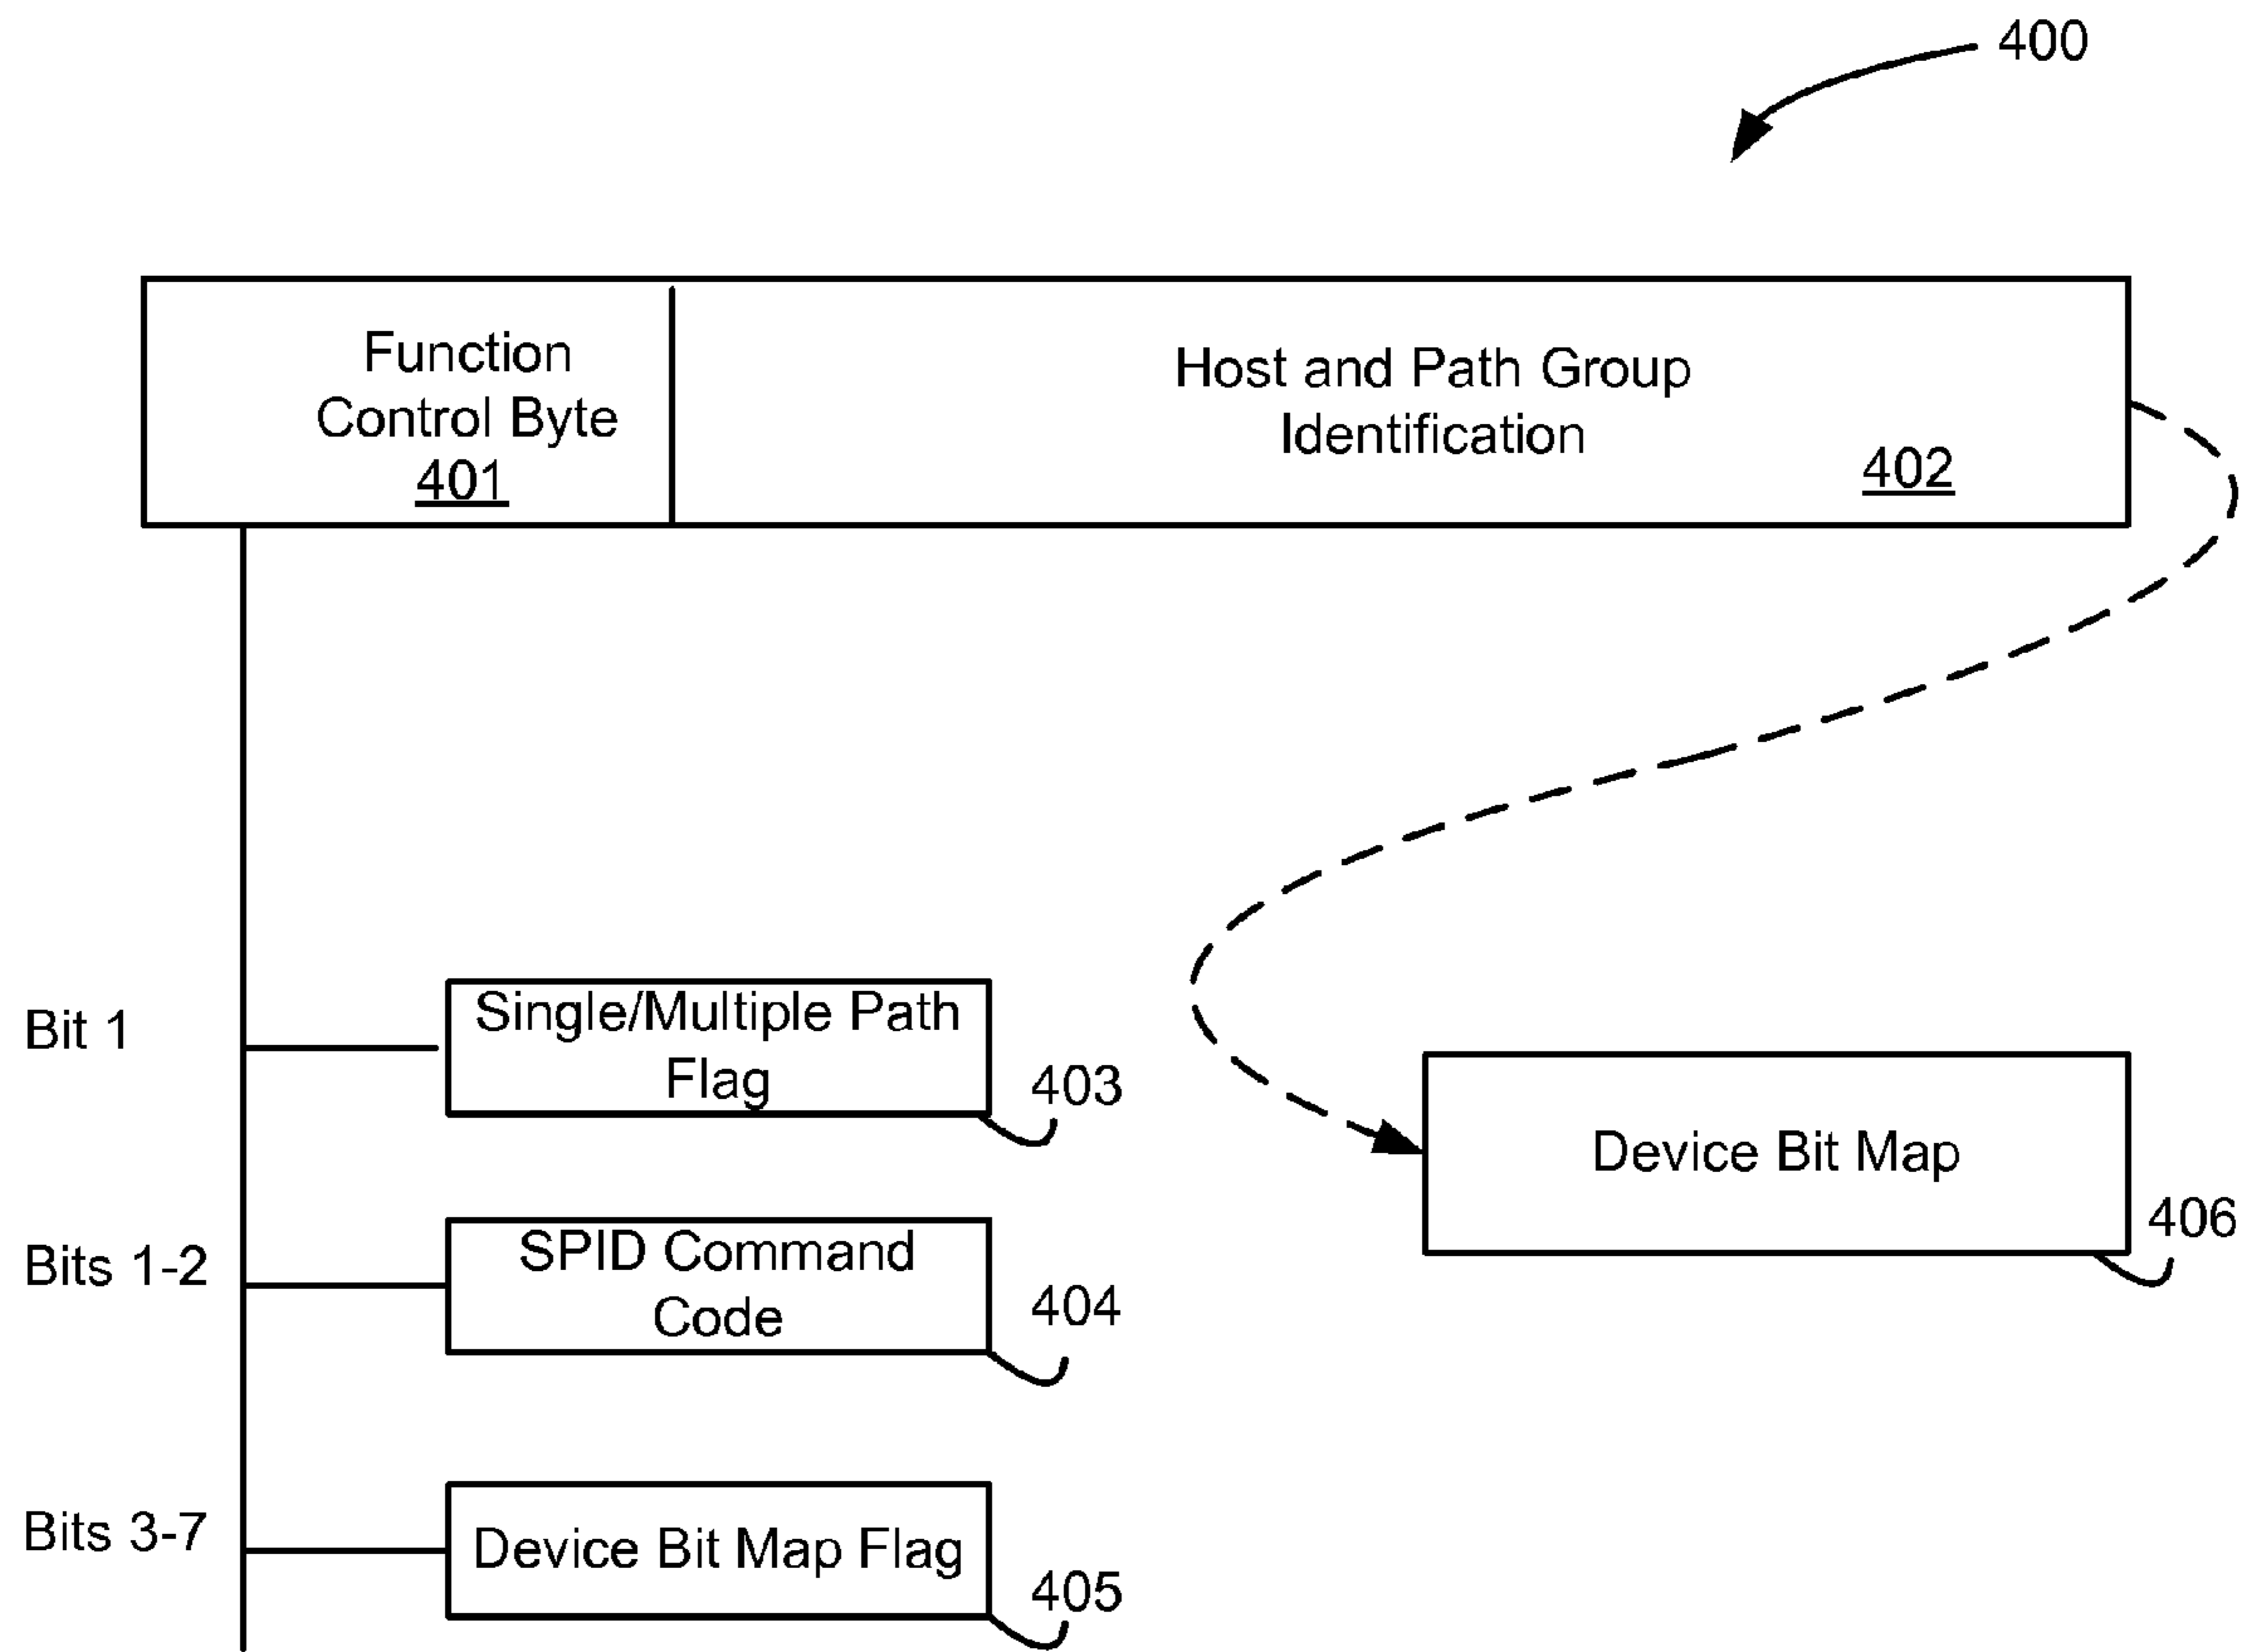 400
Function
Control Byte
401
Host and Path Group
Identification
402
Bit 1
Single/Multiple Path
Flag
403
Device Bit Map
406
Bits 1-2
SPID Command
Code
404
Bits 3-7
Device Bit Map Flag
405